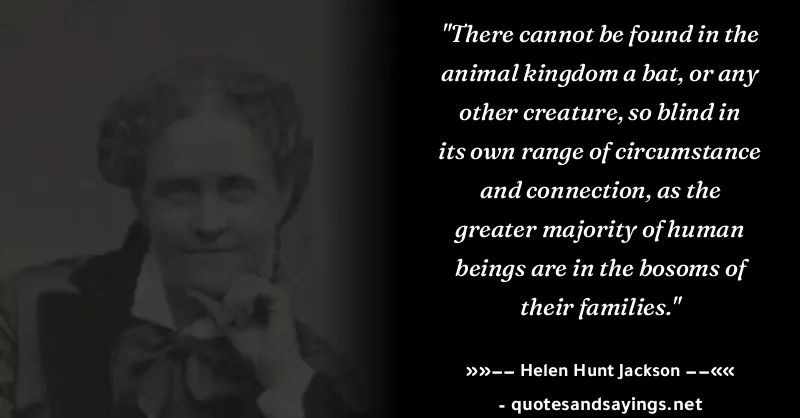 "There cannot be found in the
animal kingdom a bat, or any
other creature, so blind in
its own range of circumstance
and connection, as the
greater majority of human
beings are in the bosoms of
their families."
»»–– Helen Hunt Jackson ––««
- quotesandsayings.net